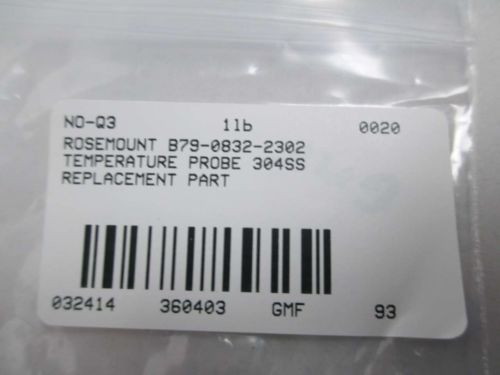 NO-Q3 1lb 0020
ROSEMOUNT B79-0832-2302
TEMPERATURE PROBE 304SS
REPLACEMENT PART
032414 360403 GMF 93